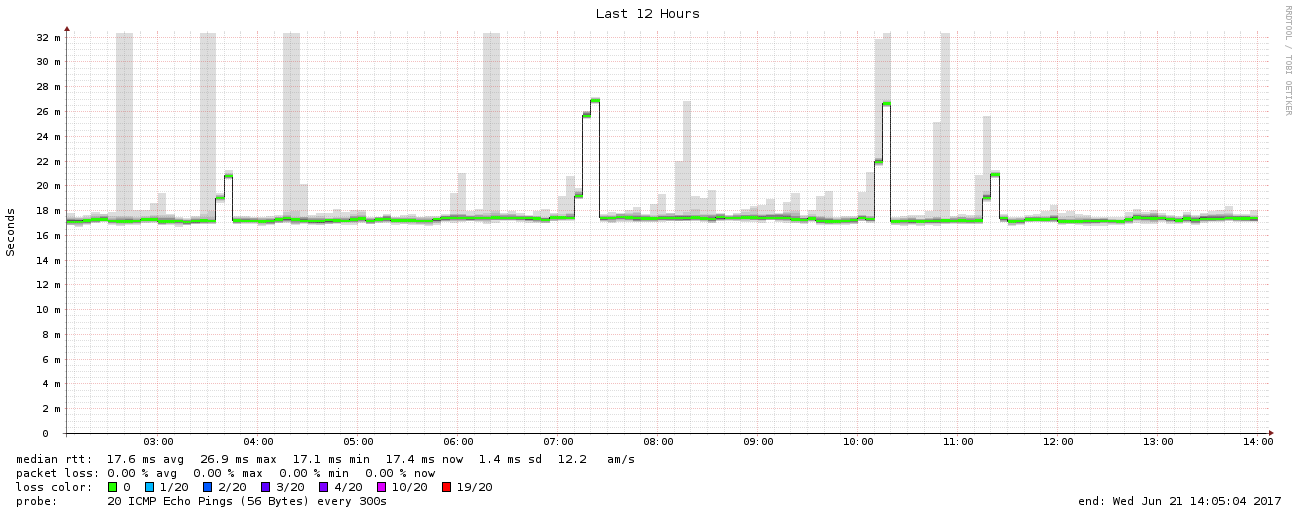 Last 12 Hours
RRDTOOL / TOBI OETIKER
Seconds
32 m
30 m
28 m
26 m
24 m
22 m
20 m
18 m
16 m
14 m
12 m
10 m
8 m
6 m
4 m
2 m
0
03:00 04:00 05:00 06:00 07:00 08:00 09:00 10:00 11:00 12:00 13:00 14:00
median rtt: 17.6 ms avg 26.9 ms max 17.1 ms min 17.4 ms now 1.4 ms sd 12.2 am/s
packet loss: 0.00 % avg 0.00 % max 0.00 % min 0.00 % now
loss color: 0 1/20 2/20 3/20 4/20 10/20 19/20
probe: 20 ICMP Echo Pings (56 Bytes) every 300s end: Wed Jun 21 14:05:04 2017